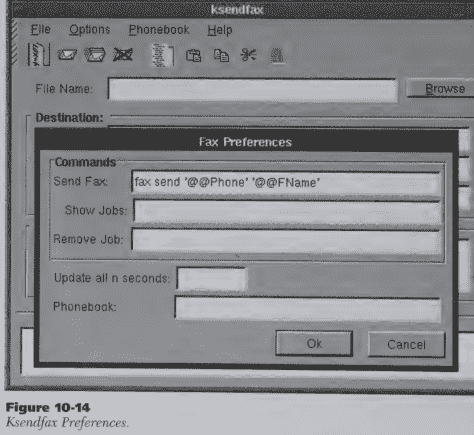 ksendfax
File Options Phonebook Help
File Name: Browse
Destination:
Fax Preferences
Commands
Send Fax: fax send '@@Phone' '@@FName'
Show Jobs:
Remove Job:
Update all n seconds:
Phonebook:
Ok Cancel
Figure 10-14
Ksendfax Preferences.